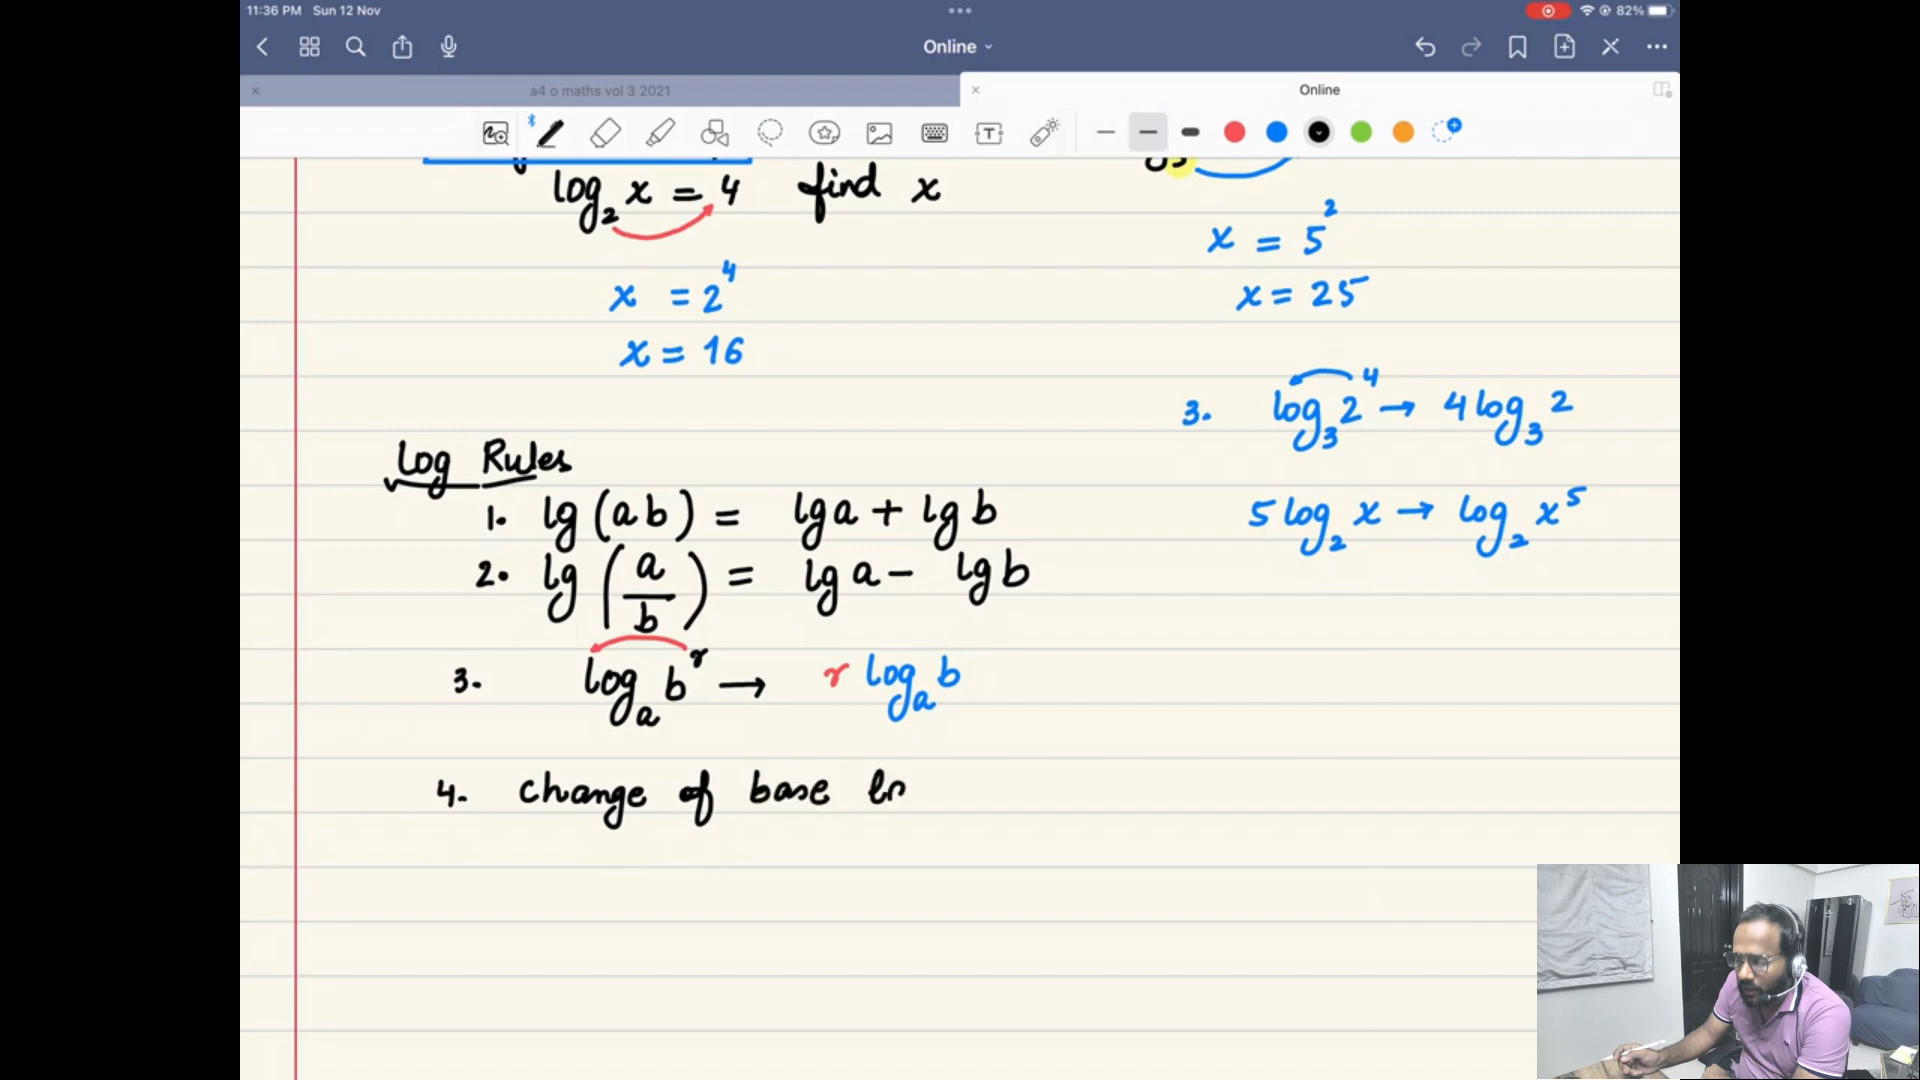 11:36 PM Sun 12 Nov
82%
Online
a4 o maths vol 3 2021
Online
log₂ x = 4 find x
x = 2⁴
x = 16
x = 5²
x = 25
3. log₃ 2⁴ → 4 log₃ 2
5 log₂ x → log₂ x⁵
Log Rules
1. lg (ab) = lg a + lg b
2. lg (a/b) = lg a - lg b
3. logₐ bʳ → r logₐ b
4. change of base